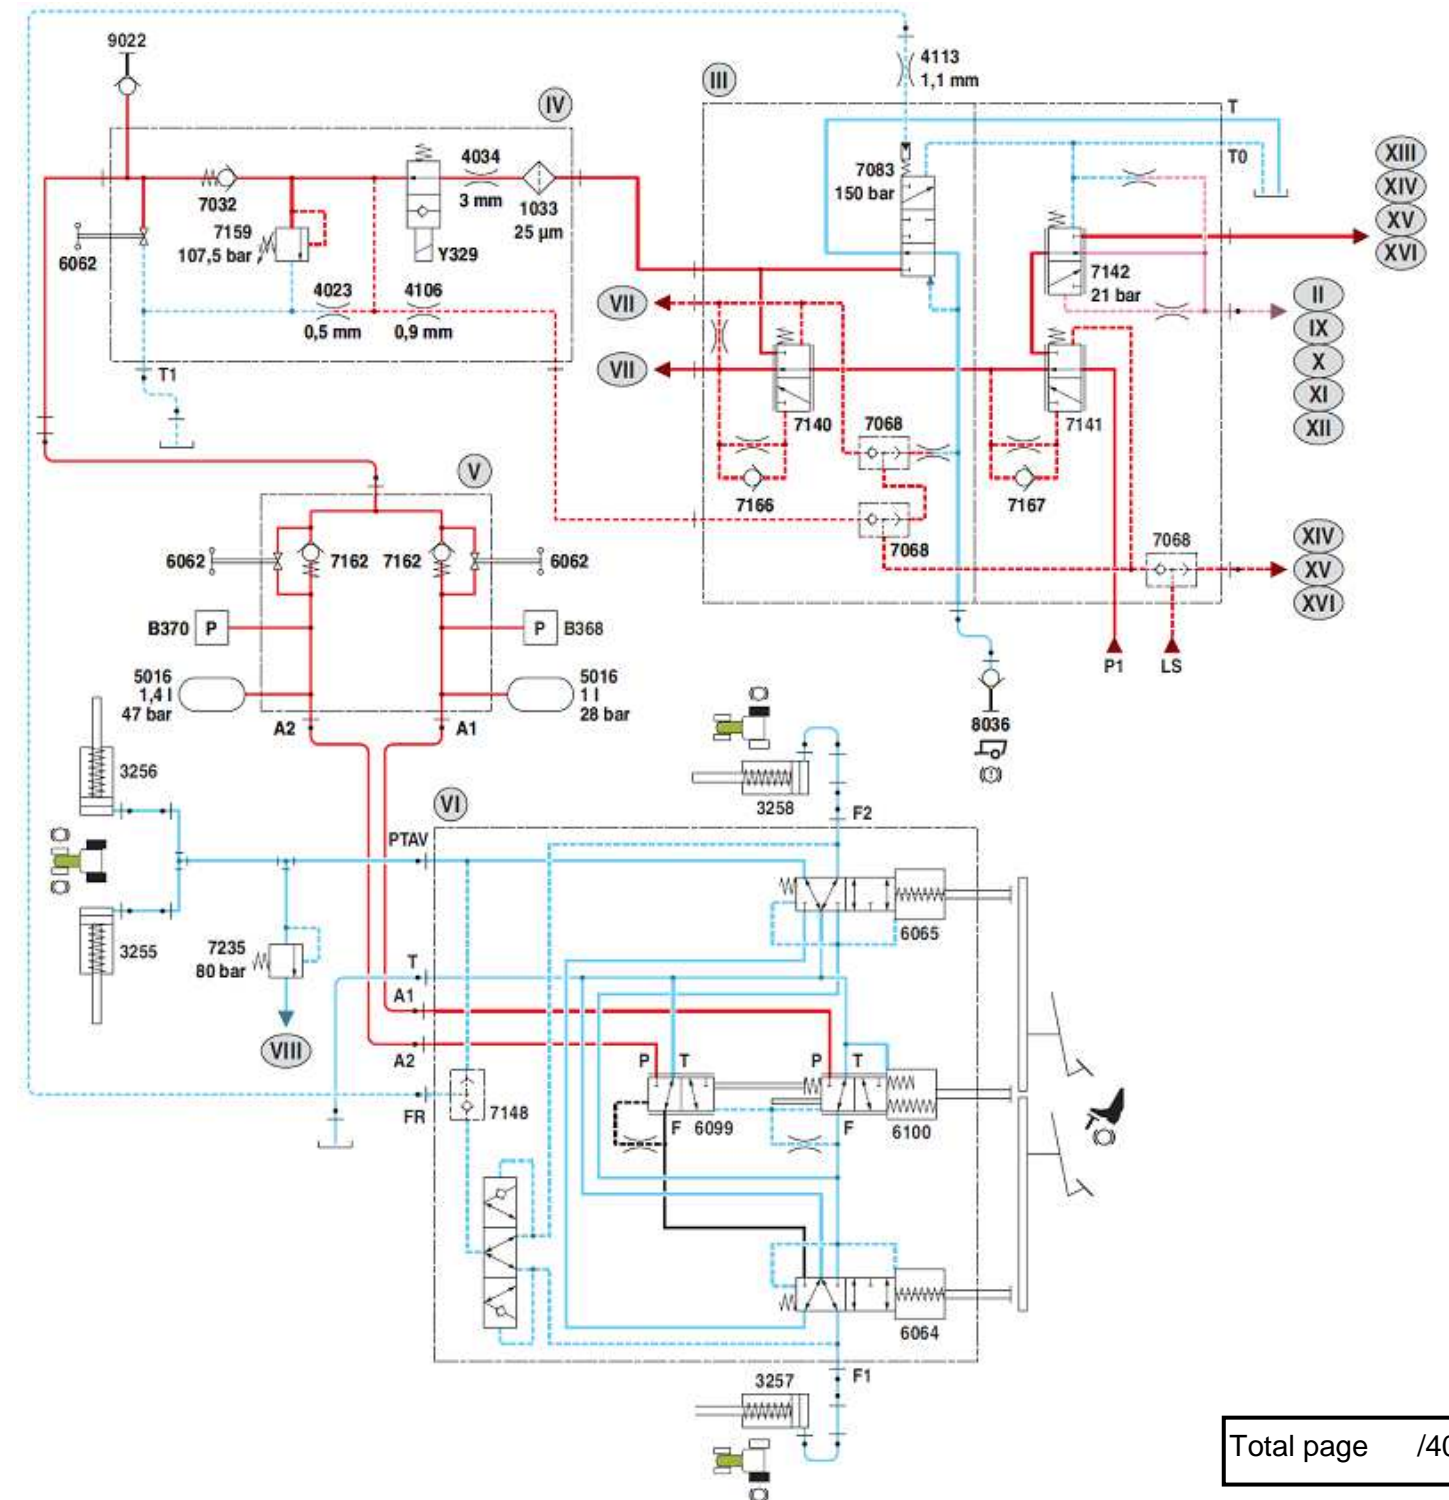 9022
IV
4034
3 mm
1033
25 µm
7032
7159
107,5 bar
Y329
6062
4023
0,5 mm
4106
0,9 mm
T1
4113
1,1 mm
III
T
T0
7083
150 bar
7142
21 bar
XIII
XIV
XV
XVI
II
IX
X
XI
XII
VII
VII
7140
7068
7141
7166
7167
7068
7068
XIV
XV
XVI
P1
LS
8036
V
6062
7162
7162
6062
B370
P
P
B368
5016
1,4 l
47 bar
5016
1 l
28 bar
A2
A1
3256
3255
7235
80 bar
VIII
3258
F2
VI
PTAV
T
A1
A2
FR
7148
6065
P
T
P
T
F
6099
F
6100
6064
F1
3257
Total page
/40